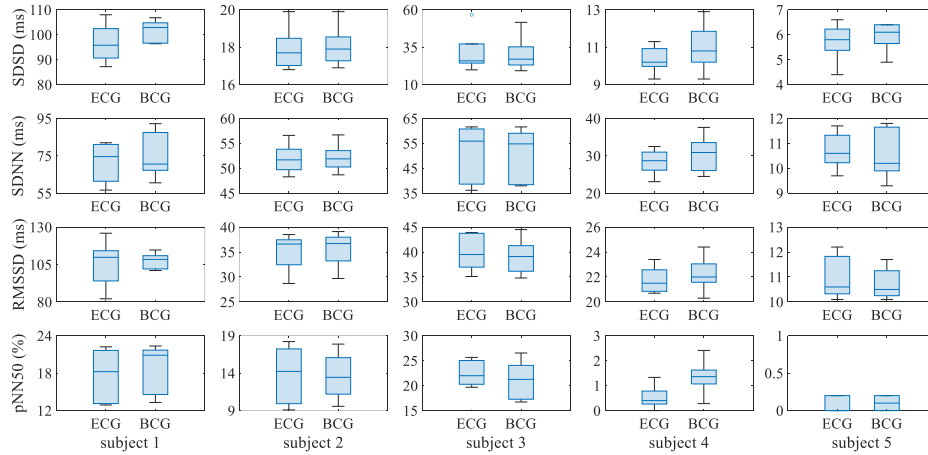 SDSD (ms)
110 100 90 80
20 18 16
60 30 10
13 11 9
7 6 5 4
ECG BCG ECG BCG ECG BCG ECG BCG ECG BCG
SDNN (ms)
95 75 55
60 55 50 45
65 55 45 35
40 30 20
12 11 10 9
ECG BCG ECG BCG ECG BCG ECG BCG ECG BCG
RMSSD (ms)
130 105 80
40 35 30 25
45 40 35 30
26 24 22 20
13 12 11 10
ECG BCG ECG BCG ECG BCG ECG BCG ECG BCG
pNN50 (%)
24 18 12
19 14 9
30 25 20 15
3 2 1 0
1 0.5 0
ECG BCG ECG BCG ECG BCG ECG BCG ECG BCG
subject 1 subject 2 subject 3 subject 4 subject 5